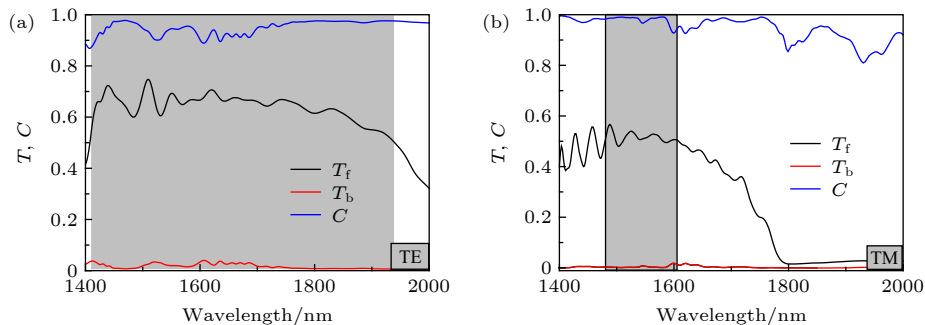 (a)
1.0
0.8
0.6
0.4
0.2
0
T, C
T_f
T_b
C
TE
1400
1600
1800
2000
Wavelength/nm
(b)
1.0
0.8
0.6
0.4
0.2
0
T, C
T_f
T_b
C
TM
1400
1600
1800
2000
Wavelength/nm